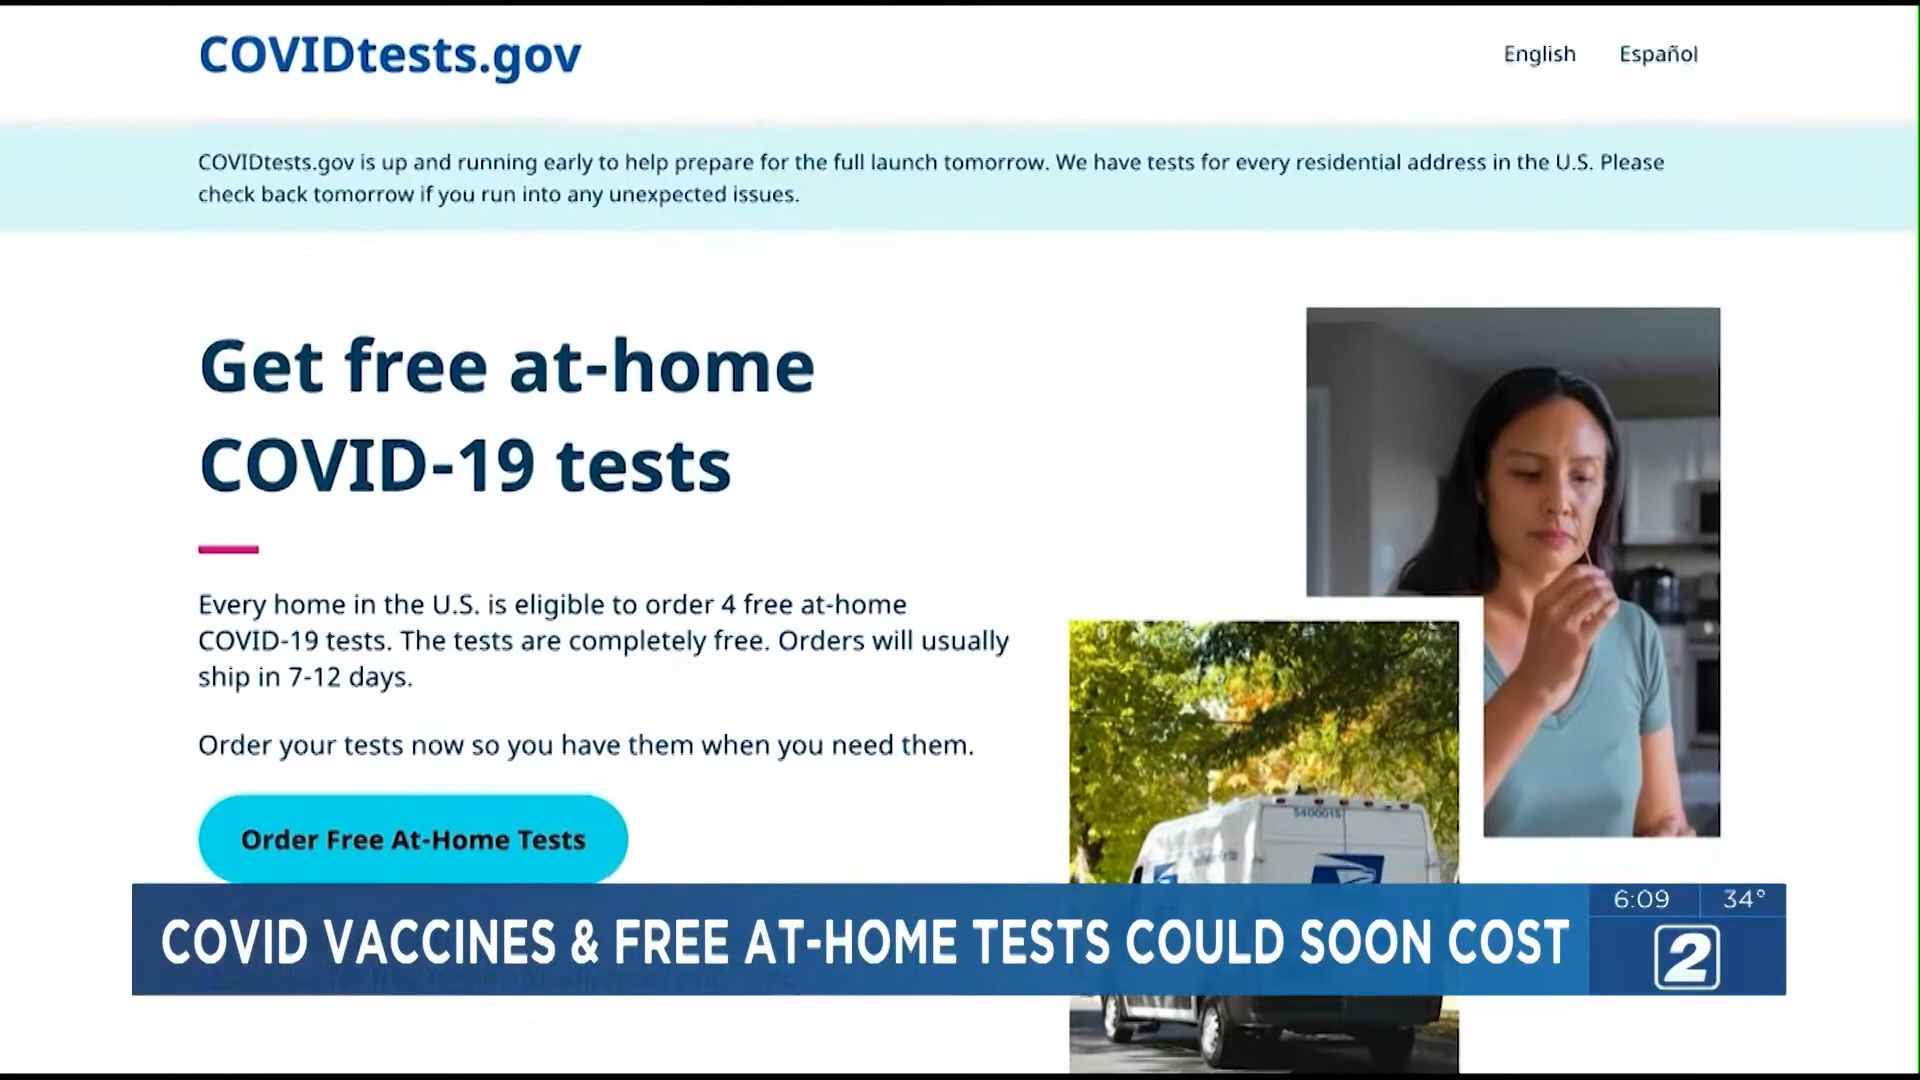 COVIDtests.gov
English
Español
COVIDtests.gov is up and running early to help prepare for the full launch tomorrow. We have tests for every residential address in the U.S. Please
check back tomorrow if you run into any unexpected issues.
Get free at-home
COVID-19 tests
Every home in the U.S. is eligible to order 4 free at-home
COVID-19 tests. The tests are completely free. Orders will usually
ship in 7-12 days.
Order your tests now so you have them when you need them.
Order Free At-Home Tests
5400015
COVID VACCINES & FREE AT-HOME TESTS COULD SOON COST
6:09
34°
2